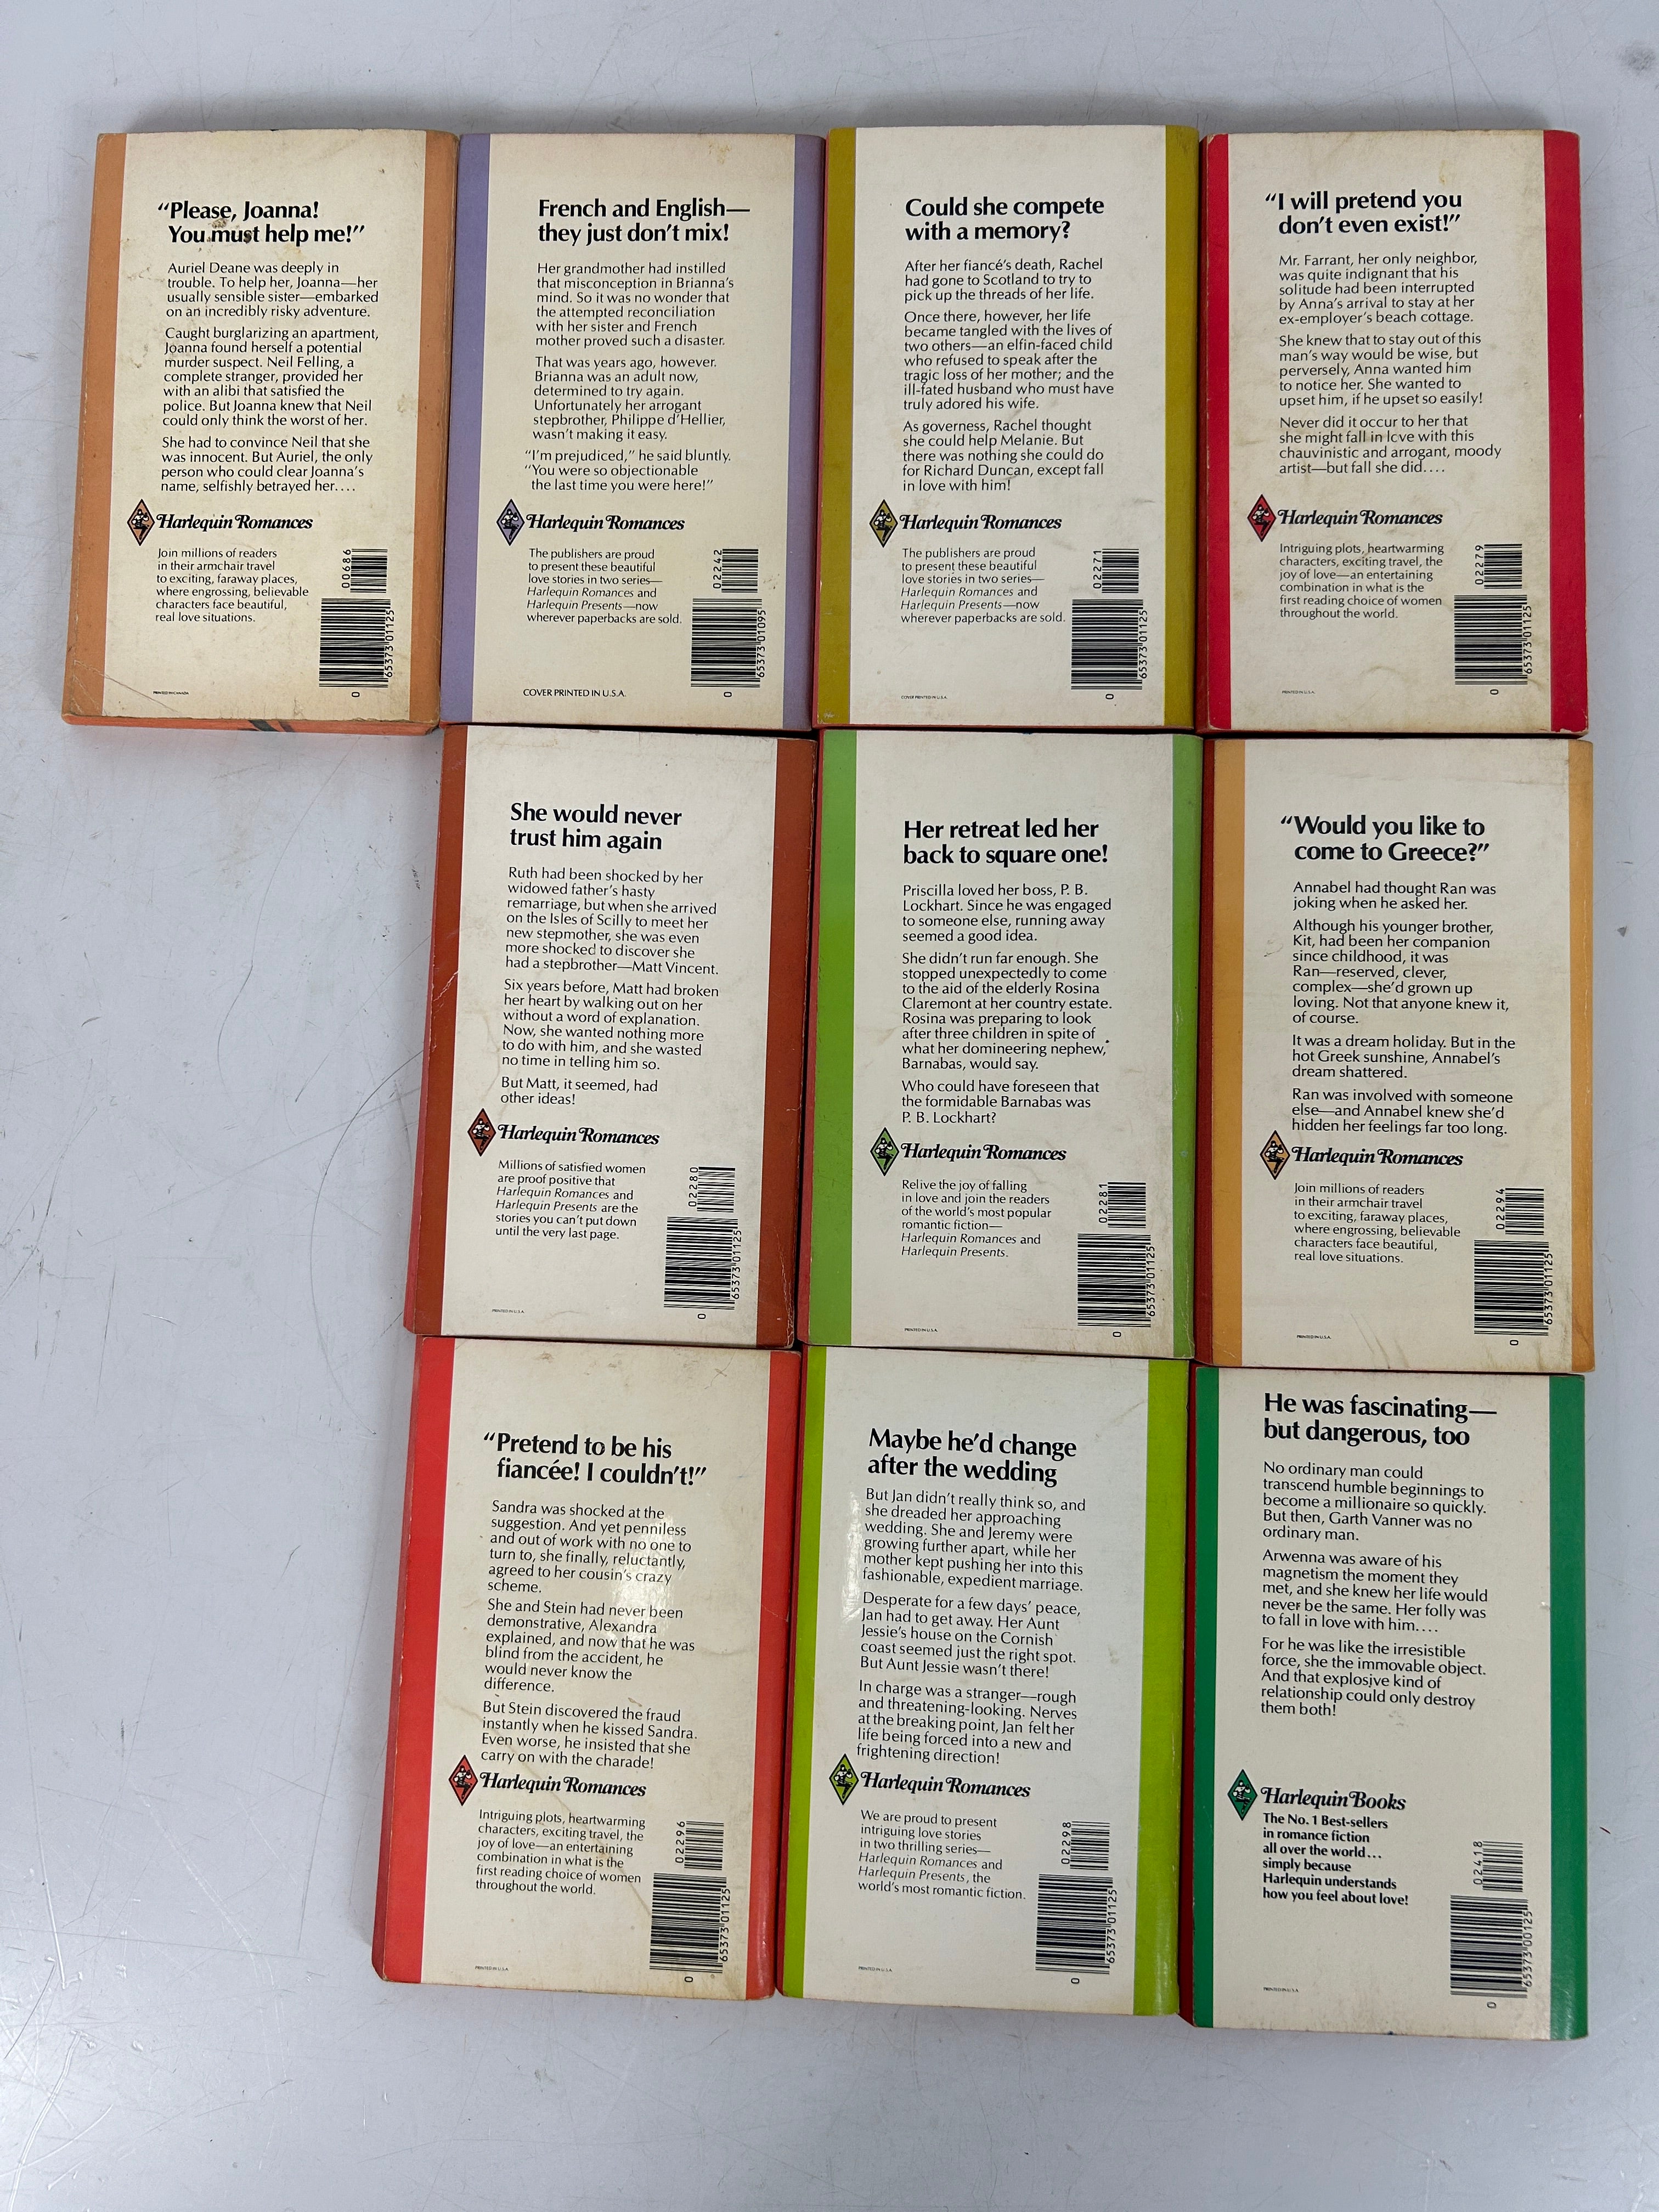 “Please, Joanna!
You must help me!”
Auriel Deane was deeply in
trouble. To help her, Joanna—her
usually sensible sister—embarked
on an incredibly risky adventure.
Caught burglarizing an apartment,
Joanna found herself a potential
murder suspect. Neil Felling, a
complete stranger, provided her
with an alibi that satisfied the
police. But Joanna knew that Neil
could only think the worst of her.
She had to convince Neil that she
was innocent. But Auriel, the only
person who could clear Joanna’s
name, selfishly betrayed her....
Harlequin Romances
Join millions of readers
in their armchair travel
to exciting, faraway places,
where engrossing, believable
characters face beautiful,
real love situations.
00686
65373 01125
0
PRINTED IN CANADA
French and English—
they just don’t mix!
Her grandmother had instilled
that misconception in Brianna’s
mind. So it was no wonder that
the attempted reconciliation
with her sister and French
mother proved such a disaster.
That was years ago, however.
Brianna was an adult now,
determined to try again.
Unfortunately her arrogant
stepbrother, Philippe d’Hellier,
wasn’t making it easy.
“I’m prejudiced,” he said bluntly.
“You were so objectionable
the last time you were here!”
Harlequin Romances
The publishers are proud
to present these beautiful
love stories in two series—
Harlequin Romances and
Harlequin Presents—now
wherever paperbacks are sold.
02242
65373 01095
0
COVER PRINTED IN U.S.A.
Could she compete
with a memory?
After her fiancé’s death, Rachel
had gone to Scotland to try to
pick up the threads of her life.
Once there, however, her life
became tangled with the lives of
two others—an elfin-faced child
who refused to speak after the
tragic loss of her mother; and the
ill-fated husband who must have
truly adored his wife.
As governess, Rachel thought
she could help Melanie. But
there was nothing she could do
for Richard Duncan, except fall
in love with him!
Harlequin Romances
The publishers are proud
to present these beautiful
love stories in two series—
Harlequin Romances and
Harlequin Presents—now
wherever paperbacks are sold.
02271
65373 01125
0
COVER PRINTED IN U.S.A.
“I will pretend you
don’t even exist!”
Mr. Farrant, her only neighbor,
was quite indignant that his
solitude had been interrupted
by Anna’s arrival to stay at her
ex-employer’s beach cottage.
She knew that to stay out of this
man’s way would be wise, but
perversely, Anna wanted him
to notice her. She wanted to
upset him, if he upset so easily!
Never did it occur to her that
she might fall in love with this
chauvinistic and arrogant, moody
artist—but fall she did....
Harlequin Romances
Intriguing plots, heartwarming
characters, exciting travel, the
joy of love—an entertaining
combination in what is the
first reading choice of women
throughout the world.
02279
65373 01125
0
PRINTED IN U.S.A.
She would never
trust him again
Ruth had been shocked by her
widowed father’s hasty
remarriage, but when she arrived
on the Isles of Scilly to meet her
new stepmother, she was even
more shocked to discover she
had a stepbrother—Matt Vincent.
Six years before, Matt had broken
her heart by walking out on her
without a word of explanation.
Now, she wanted nothing more
to do with him, and she wasted
no time in telling him so.
But Matt, it seemed, had
other ideas!
Harlequin Romances
Millions of satisfied women
are proof positive that
Harlequin Romances and
Harlequin Presents are the
stories you can’t put down
until the very last page.
02280
65373 01125
0
PRINTED IN U.S.A.
Her retreat led her
back to square one!
Priscilla loved her boss, P. B.
Lockhart. Since he was engaged
to someone else, running away
seemed a good idea.
She didn’t run far enough. She
stopped unexpectedly to come
to the aid of the elderly Rosina
Claremont at her country estate.
Rosina was preparing to look
after three children in spite of
what her domineering nephew,
Barnabas, would say.
Who could have foreseen that
the formidable Barnabas was
P. B. Lockhart?
Harlequin Romances
Relive the joy of falling
in love and join the readers
of the world’s most popular
romantic fiction—
Harlequin Romances and
Harlequin Presents.
02281
65373 01125
0
PRINTED IN U.S.A.
“Would you like to
come to Greece?”
Annabel had thought Ran was
joking when he asked her.
Although his younger brother,
Kit, had been her companion
since childhood, it was
Ran—reserved, clever,
complex—she’d grown up
loving. Not that anyone knew it,
of course.
It was a dream holiday. But in the
hot Greek sunshine, Annabel’s
dream shattered.
Ran was involved with someone
else—and Annabel knew she’d
hidden her feelings far too long.
Harlequin Romances
Join millions of readers
in their armchair travel
to exciting, faraway places,
where engrossing, believable
characters face beautiful,
real love situations.
02294
65373 01125
0
PRINTED IN U.S.A.
“Pretend to be his
fiancée! I couldn’t!”
Sandra was shocked at the
suggestion. And yet penniless
and out of work with no one to
turn to, she finally, reluctantly,
agreed to her cousin’s crazy
scheme.
She and Stein had never been
demonstrative, Alexandra
explained, and now that he was
blind from the accident, he
would never know the
difference.
But Stein discovered the fraud
instantly when he kissed Sandra.
Even worse, he insisted that she
carry on with the charade!
Harlequin Romances
Intriguing plots, heartwarming
characters, exciting travel, the
joy of love—an entertaining
combination in what is the
first reading choice of women
throughout the world.
02296
65373 01125
0
PRINTED IN U.S.A.
Maybe he’d change
after the wedding
But Jan didn’t really think so, and
she dreaded her approaching
wedding. She and Jeremy were
growing further apart, while her
mother kept pushing her into this
fashionable, expedient marriage.
Desperate for a few days’ peace,
Jan had to get away. Her Aunt
Jessie’s house on the Cornish
coast seemed just the right spot.
But Aunt Jessie wasn’t there!
In charge was a stranger—rough
and threatening-looking. Nerves
at the breaking point, Jan felt her
life being forced into a new and
frightening direction!
Harlequin Romances
We are proud to present
intriguing love stories
in two thrilling series—
Harlequin Romances and
Harlequin Presents, the
world’s most romantic fiction.
02298
65373 01125
0
PRINTED IN U.S.A.
He was fascinating—
but dangerous, too
No ordinary man could
transcend humble beginnings to
become a millionaire so quickly.
But then, Garth Vanner was no
ordinary man.
Arwenna was aware of his
magnetism the moment they
met, and she knew her life would
never be the same. Her folly was
to fall in love with him....
For he was like the irresistible
force, she the immovable object.
And that explosive kind of
relationship could only destroy
them both!
Harlequin Books
The No. 1 Best-sellers
in romance fiction
all over the world...
simply because
Harlequin understands
how you feel about love!
02418
65373 00125
0
PRINTED IN U.S.A.